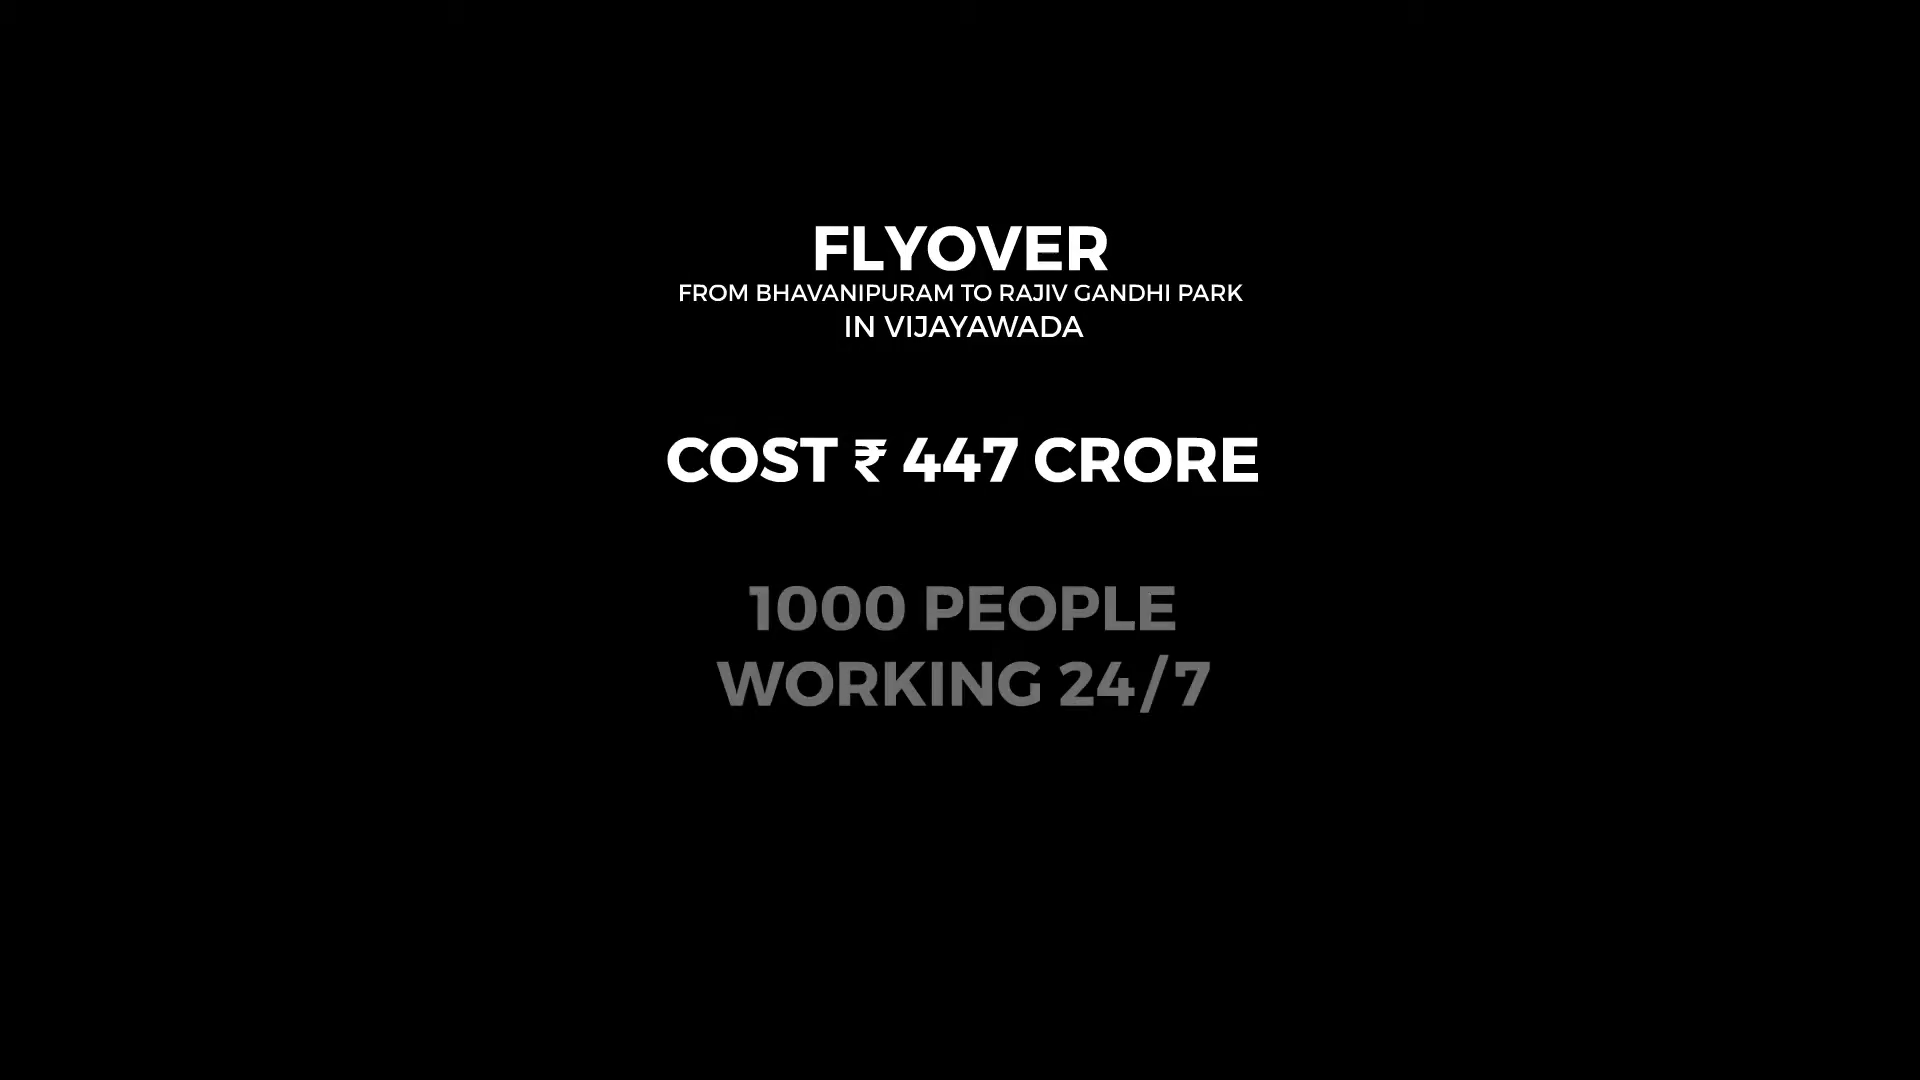 FLYOVER
FROM BHAVANIPURAM TO RAJIV GANDHI PARK
IN VIJAYAWADA
COST ₹ 447 CRORE
1000 PEOPLE
WORKING 24/7